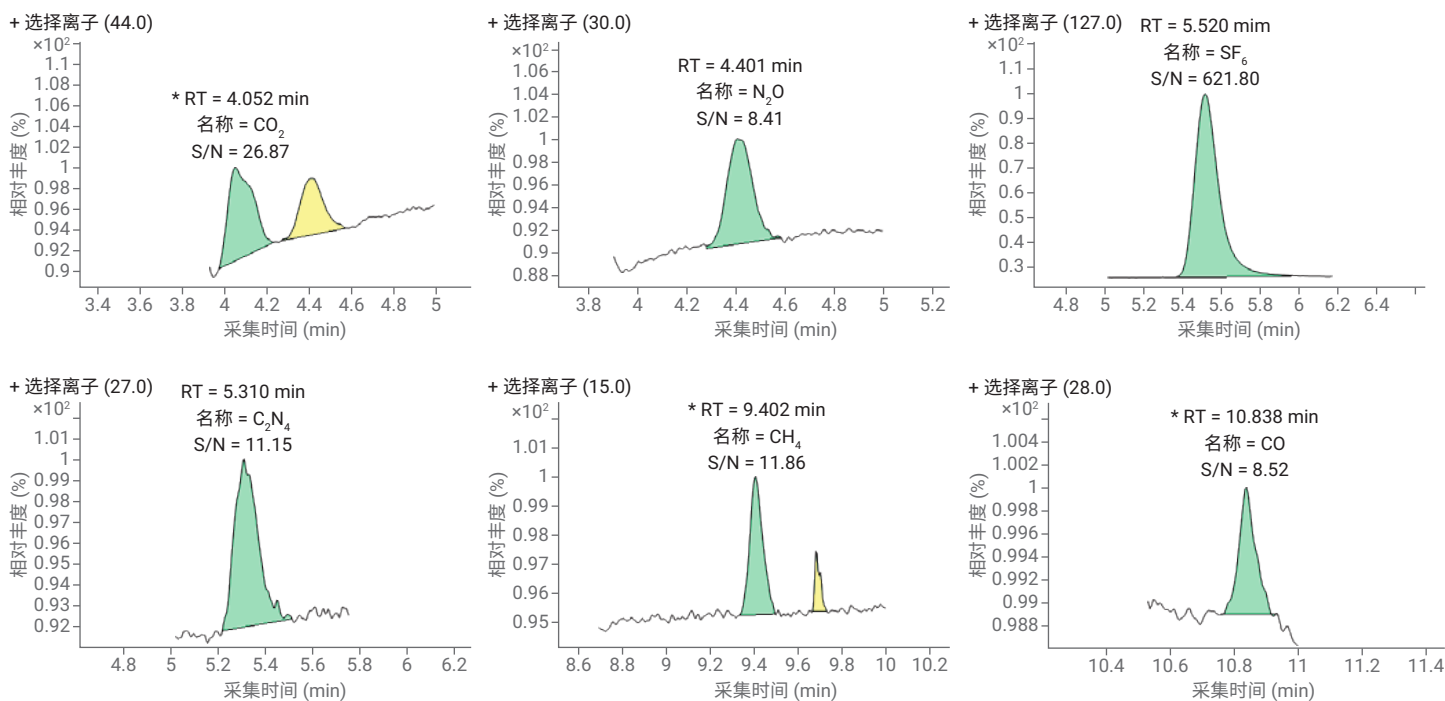 + 选择离子 (44.0)
×10²
* RT = 4.052 min
名称 = CO₂
S/N = 26.87
相对丰度 (%)
1.1
1.08
1.06
1.04
1.02
1
0.98
0.96
0.94
0.92
0.9
3.4 3.6 3.8 4 4.2 4.4 4.6 4.8 5
采集时间 (min)
+ 选择离子 (30.0)
×10²
RT = 4.401 min
名称 = N₂O
S/N = 8.41
相对丰度 (%)
1.06
1.04
1.02
1
0.98
0.96
0.94
0.92
0.9
0.88
3.8 4 4.2 4.4 4.6 4.8 5 5.2
采集时间 (min)
+ 选择离子 (127.0)
×10²
RT = 5.520 mim
名称 = SF₆
S/N = 621.80
相对丰度 (%)
1.1
1
0.9
0.8
0.7
0.6
0.5
0.4
0.3
4.8 5 5.2 5.4 5.6 5.8 6 6.2 6.4
采集时间 (min)
+ 选择离子 (27.0)
×10²
RT = 5.310 min
名称 = C₂N₄
S/N = 11.15
相对丰度 (%)
1.01
1
0.99
0.98
0.97
0.96
0.95
0.94
0.93
0.92
4.8 5 5.2 5.4 5.6 5.8 6 6.2
采集时间 (min)
+ 选择离子 (15.0)
×10²
* RT = 9.402 min
名称 = CH₄
S/N = 11.86
相对丰度 (%)
1.01
1
0.99
0.98
0.97
0.96
0.95
8.6 8.8 9 9.2 9.4 9.6 9.8 10 10.2
采集时间 (min)
+ 选择离子 (28.0)
×10²
* RT = 10.838 min
名称 = CO
S/N = 8.52
相对丰度 (%)
1.004
1.002
1
0.998
0.996
0.994
0.992
0.99
0.988
10.4 10.6 10.8 11 11.2 11.4
采集时间 (min)